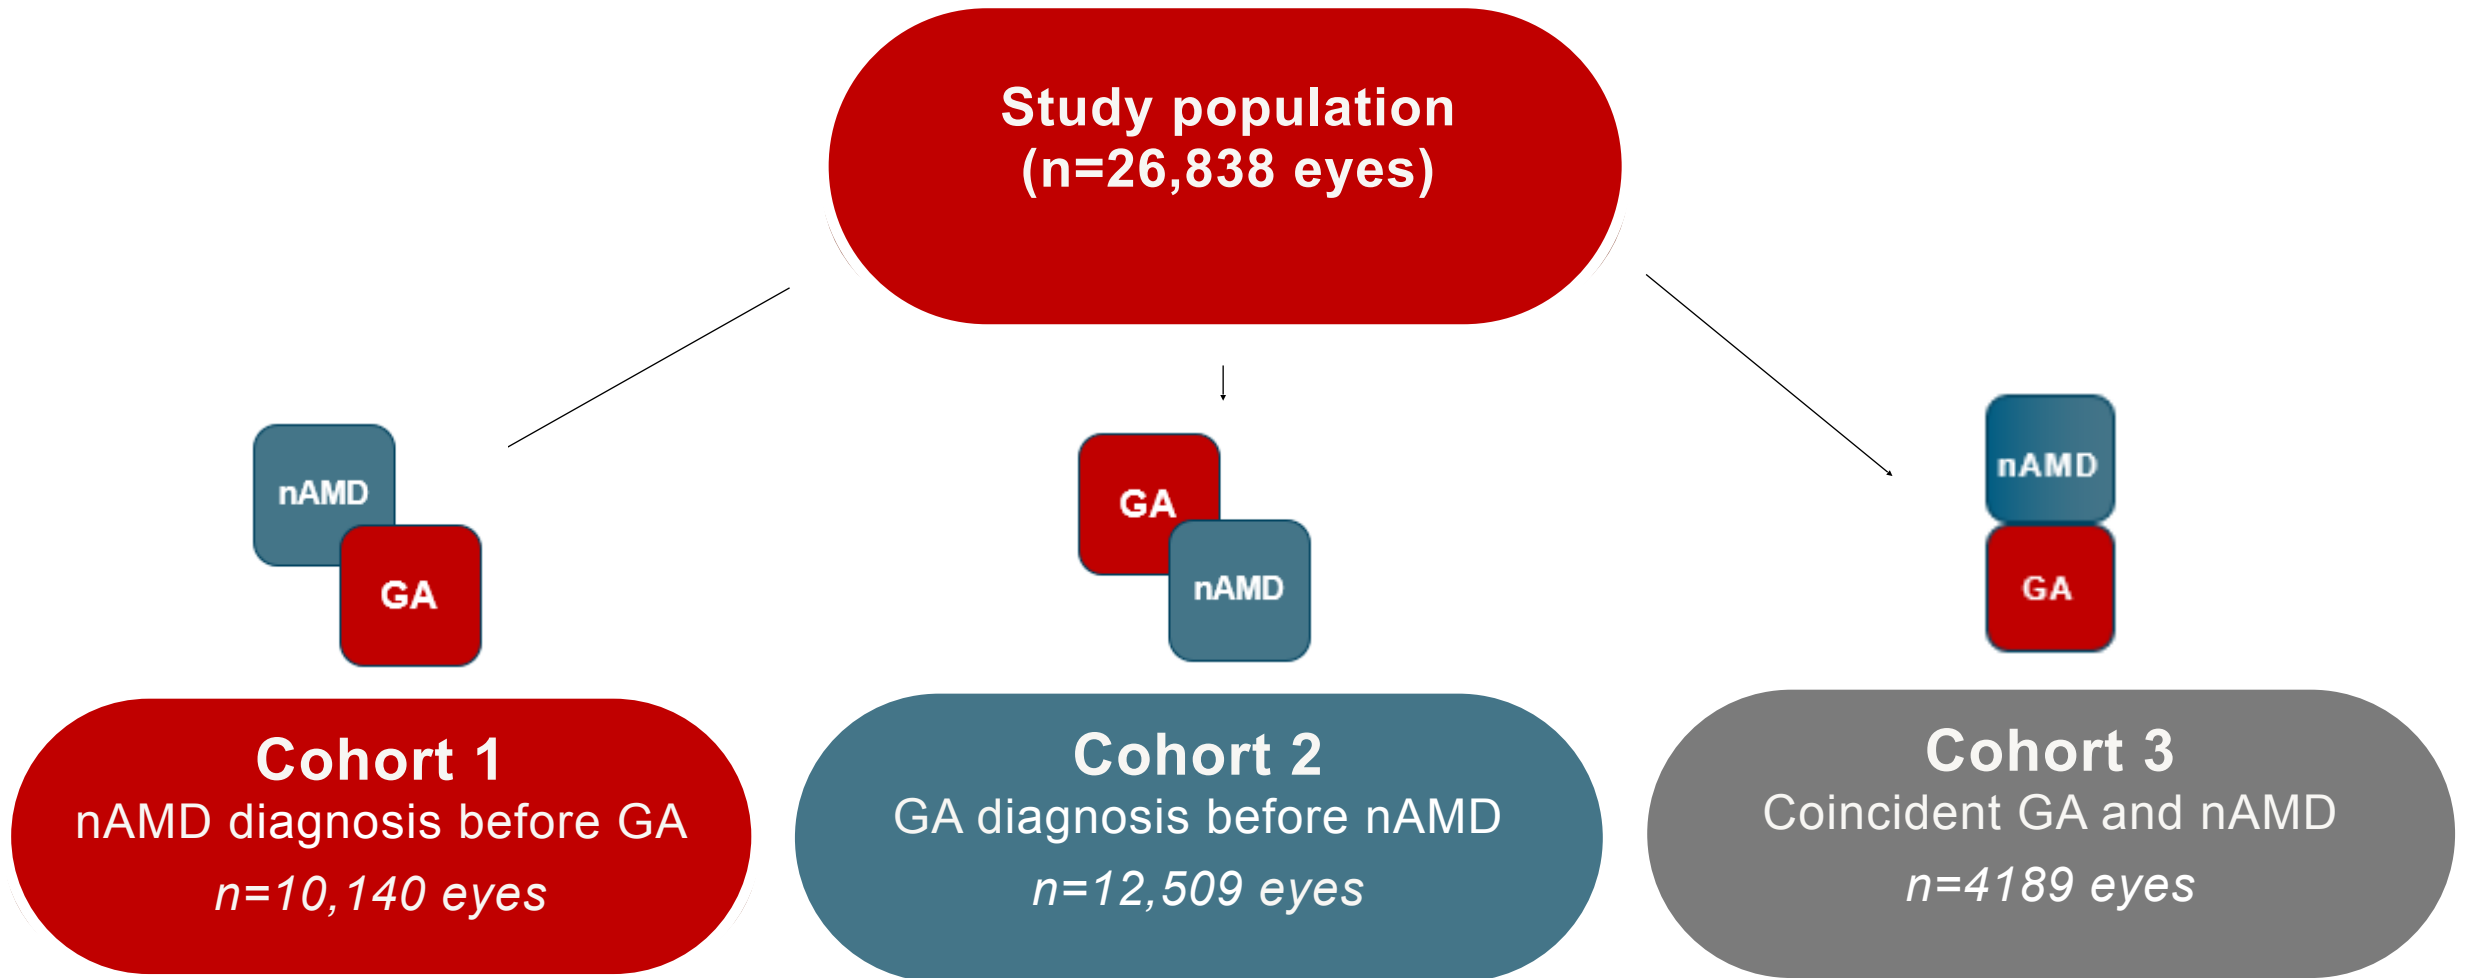 Study population
(n=26,838 eyes)
nAMD
GA
GA
nAMD
nAMD
GA
Cohort 1
nAMD diagnosis before GA
n=10,140 eyes
Cohort 2
GA diagnosis before nAMD
n=12,509 eyes
Cohort 3
Coincident GA and nAMD
n=4189 eyes